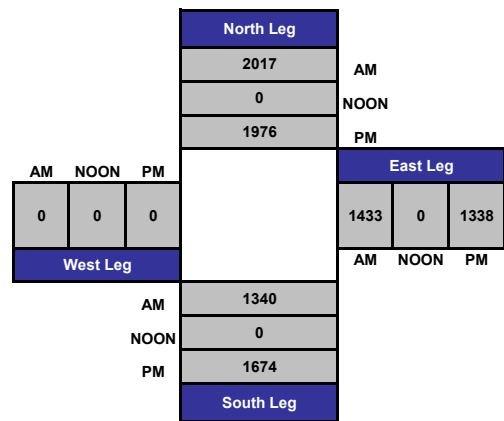 North Leg
2017 AM
0 NOON
1976 PM
AM NOON PM East Leg
0 0 0 1433 0 1338
West Leg AM NOON PM
AM 1340
NOON 0
PM 1674
South Leg